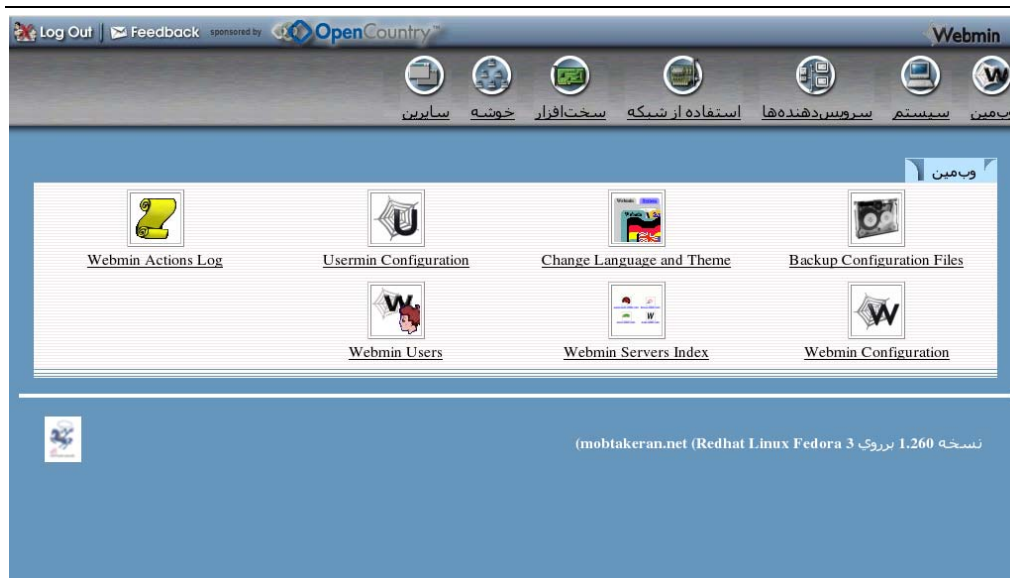 Log Out Feedback sponsored by OpenCountry™ Webmin
وب‌مین سیستم سرویس‌دهنده‌ها استفاده از شبکه سخت‌افزار خوشه سایرین
وب‌مین
Webmin Actions Log Usermin Configuration Change Language and Theme Backup Configuration Files
Webmin Users Webmin Servers Index Webmin Configuration
نسخه 1.260 برروي mobtakeran.net (Redhat Linux Fedora 3)